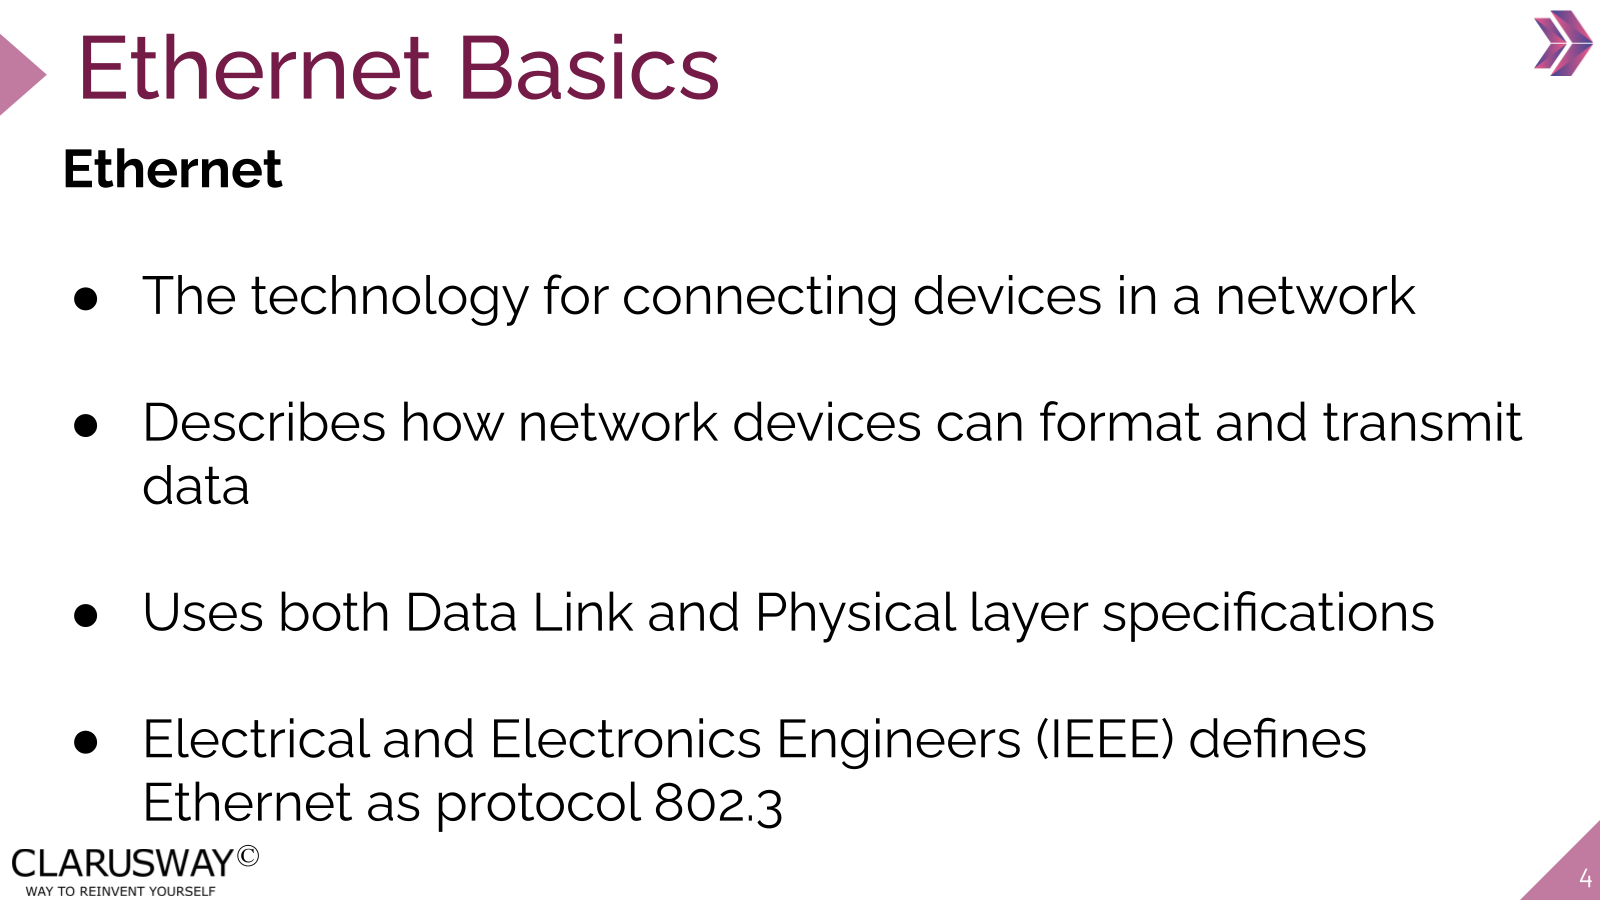 Ethernet Basics
Ethernet
● The technology for connecting devices in a network
● Describes how network devices can format and transmit
data
● Uses both Data Link and Physical layer specifications
● Electrical and Electronics Engineers (IEEE) defines
Ethernet as protocol 802.3
CLARUSWAY©
WAY TO REINVENT YOURSELF
4